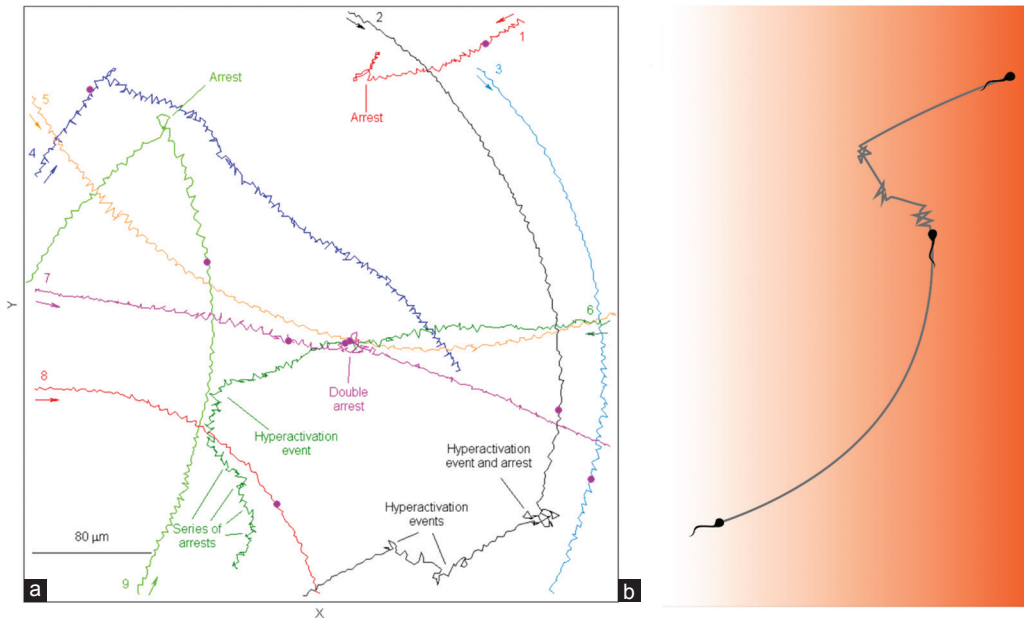 2
1
3
Arrest
Arrest
5
4
7
6
Double
arrest
8
Hyperactivation
event
Hyperactivation
event and arrest
Hyperactivation
events
Series of
arrests
80 μm
9
Y
X
a
b